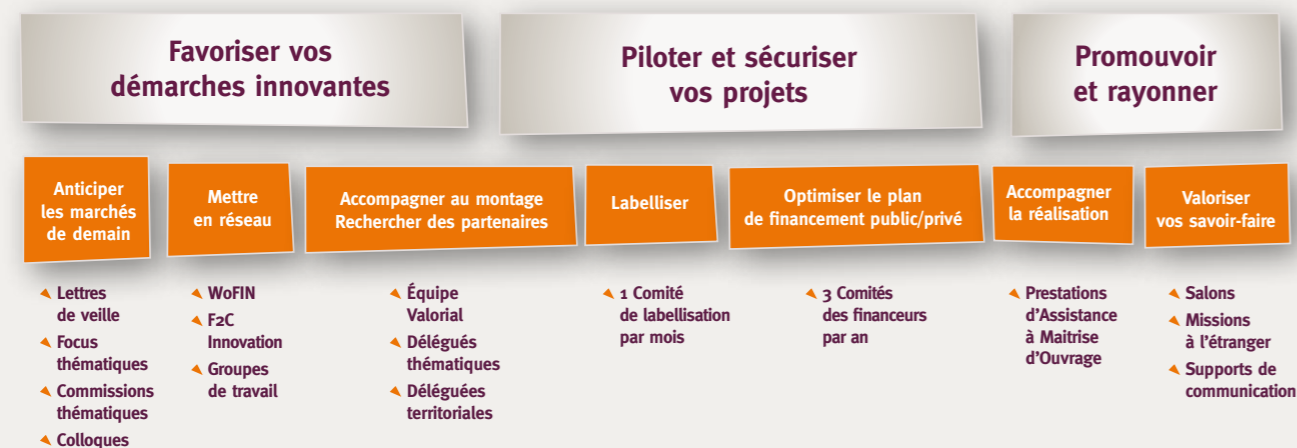 Favoriser vos
démarches innovantes
Piloter et sécuriser
vos projets
Promouvoir
et rayonner
Anticiper
les marchés
de demain
Mettre
en réseau
Accompagner au montage
Rechercher des partenaires
Labelliser
Optimiser le plan
de financement public/privé
Accompagner
la réalisation
Valoriser
vos savoir-faire
Lettres
de veille
Focus
thématiques
Commissions
thématiques
Colloques
WoFIN
F2C
Innovation
Groupes
de travail
Équipe
Valorial
Délégués
thématiques
Déléguées
territoriales
1 Comité
de labellisation
par mois
3 Comités
des financeurs
par an
Prestations
d'Assistance
à Maitrise
d'Ouvrage
Salons
Missions
à l'étranger
Supports de
communication